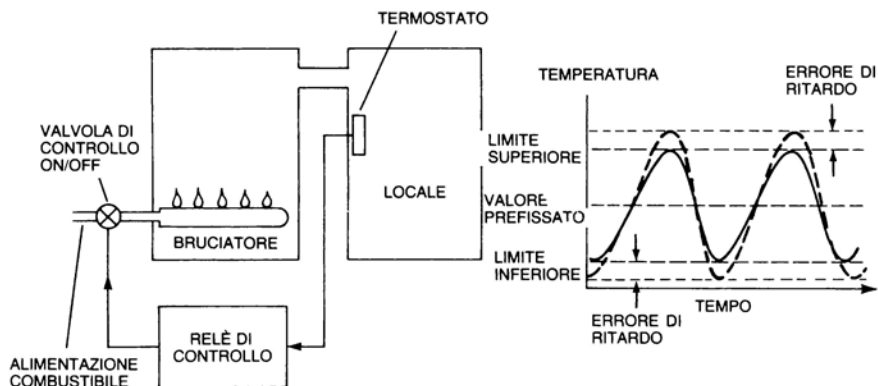 TERMOSTATO
VALVOLA DI
CONTROLLO
ON/OFF
LOCALE
BRUCIATORE
RELÈ DI
CONTROLLO
ALIMENTAZIONE
COMBUSTIBILE
TEMPERATURA
ERRORE DI
RITARDO
LIMITE
SUPERIORE
VALORE
PREFISSATO
LIMITE
INFERIORE
TEMPO
ERRORE DI
RITARDO